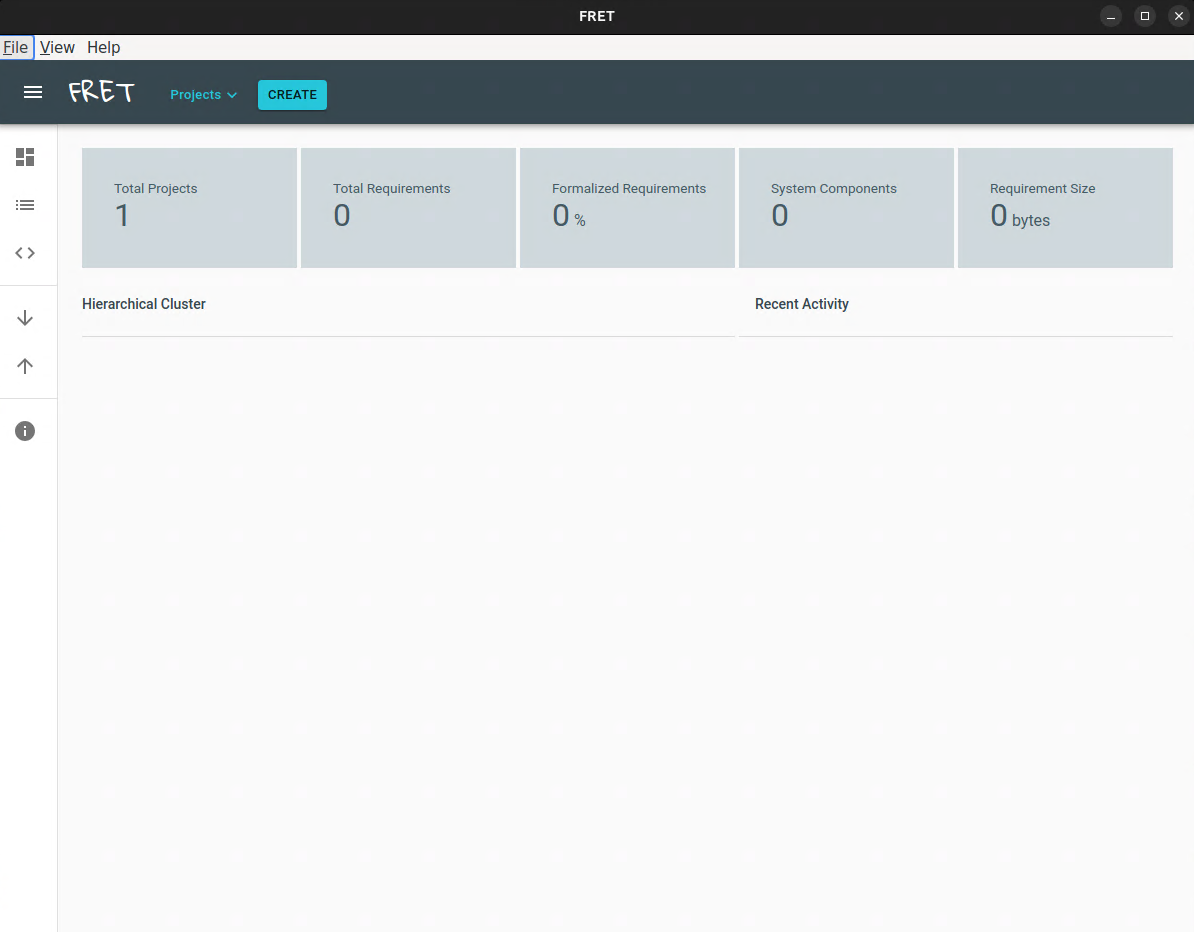 FRET
File View Help
FRET Projects CREATE
Total Projects
1
Total Requirements
0
Formalized Requirements
0 %
System Components
0
Requirement Size
0 bytes
Hierarchical Cluster
Recent Activity